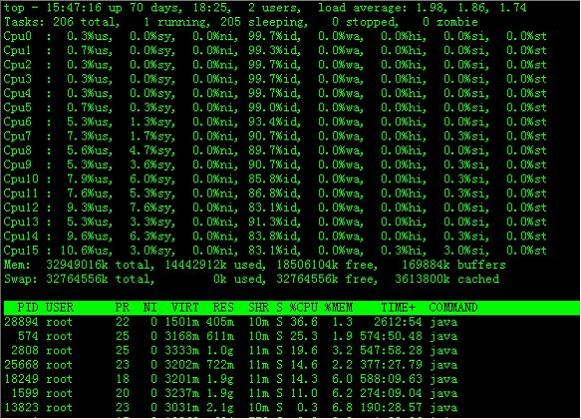 top - 15:47:16 up 70 days, 18:25, 2 users, load average: 1.98, 1.86, 1.74
Tasks: 206 total, 1 running, 205 sleeping, 0 stopped, 0 zombie
Cpu0 : 0.3%us, 0.0%sy, 0.0%ni, 99.7%id, 0.0%wa, 0.0%hi, 0.0%si, 0.0%st
Cpu1 : 0.7%us, 0.0%sy, 0.0%ni, 99.3%id, 0.0%wa, 0.0%hi, 0.0%si, 0.0%st
Cpu2 : 0.3%us, 0.0%sy, 0.0%ni, 99.7%id, 0.0%wa, 0.0%hi, 0.0%si, 0.0%st
Cpu3 : 0.3%us, 0.0%sy, 0.0%ni, 99.7%id, 0.0%wa, 0.0%hi, 0.0%si, 0.0%st
Cpu4 : 0.3%us, 0.0%sy, 0.0%ni, 99.7%id, 0.0%wa, 0.0%hi, 0.0%si, 0.0%st
Cpu5 : 0.7%us, 0.3%sy, 0.0%ni, 99.0%id, 0.0%wa, 0.0%hi, 0.0%si, 0.0%st
Cpu6 : 5.3%us, 1.3%sy, 0.0%ni, 93.4%id, 0.0%wa, 0.0%hi, 0.0%si, 0.0%st
Cpu7 : 7.3%us, 1.7%sy, 0.0%ni, 90.7%id, 0.0%wa, 0.0%hi, 0.3%si, 0.0%st
Cpu8 : 5.6%us, 4.7%sy, 0.0%ni, 89.7%id, 0.0%wa, 0.0%hi, 0.0%si, 0.0%st
Cpu9 : 5.3%us, 3.6%sy, 0.0%ni, 90.7%id, 0.0%wa, 0.0%hi, 0.3%si, 0.0%st
Cpu10 : 7.9%us, 6.0%sy, 0.0%ni, 85.8%id, 0.0%wa, 0.0%hi, 0.3%si, 0.0%st
Cpu11 : 7.6%us, 5.3%sy, 0.0%ni, 86.8%id, 0.0%wa, 0.0%hi, 0.3%si, 0.0%st
Cpu12 : 9.3%us, 7.6%sy, 0.0%ni, 83.1%id, 0.0%wa, 0.0%hi, 0.0%si, 0.0%st
Cpu13 : 5.3%us, 3.3%sy, 0.0%ni, 91.3%id, 0.0%wa, 0.0%hi, 0.0%si, 0.0%st
Cpu14 : 9.6%us, 6.3%sy, 0.0%ni, 83.8%id, 0.0%wa, 0.0%hi, 0.3%si, 0.0%st
Cpu15 : 10.6%us, 3.0%sy, 0.0%ni, 83.1%id, 0.0%wa, 0.3%hi, 3.0%si, 0.0%st
Mem: 32949016k total, 14442912k used, 18506104k free, 169884k buffers
Swap: 32764556k total, 0k used, 32764556k free, 3613800k cached
PID USER PR NI VIRT RES SHR S %CPU %MEM TIME+ COMMAND
28894 root 22 0 1501m 405m 10m S 36.6 1.3 2612:54 java
574 root 25 0 3168m 611m 10m S 25.3 1.9 574:50.48 java
2808 root 25 0 3333m 1.0g 11m S 19.6 3.2 547:58.28 java
25668 root 23 0 3202m 722m 11m S 14.6 2.2 377:27.79 java
18249 root 18 0 3201m 1.9g 11m S 14.3 6.0 588:09.63 java
1599 root 20 0 3237m 1.9g 11m S 11.0 6.2 274:09.04 java
13823 root 20 0 3031m 2.1g 10m S 0.3 6.8 190:28.57 java